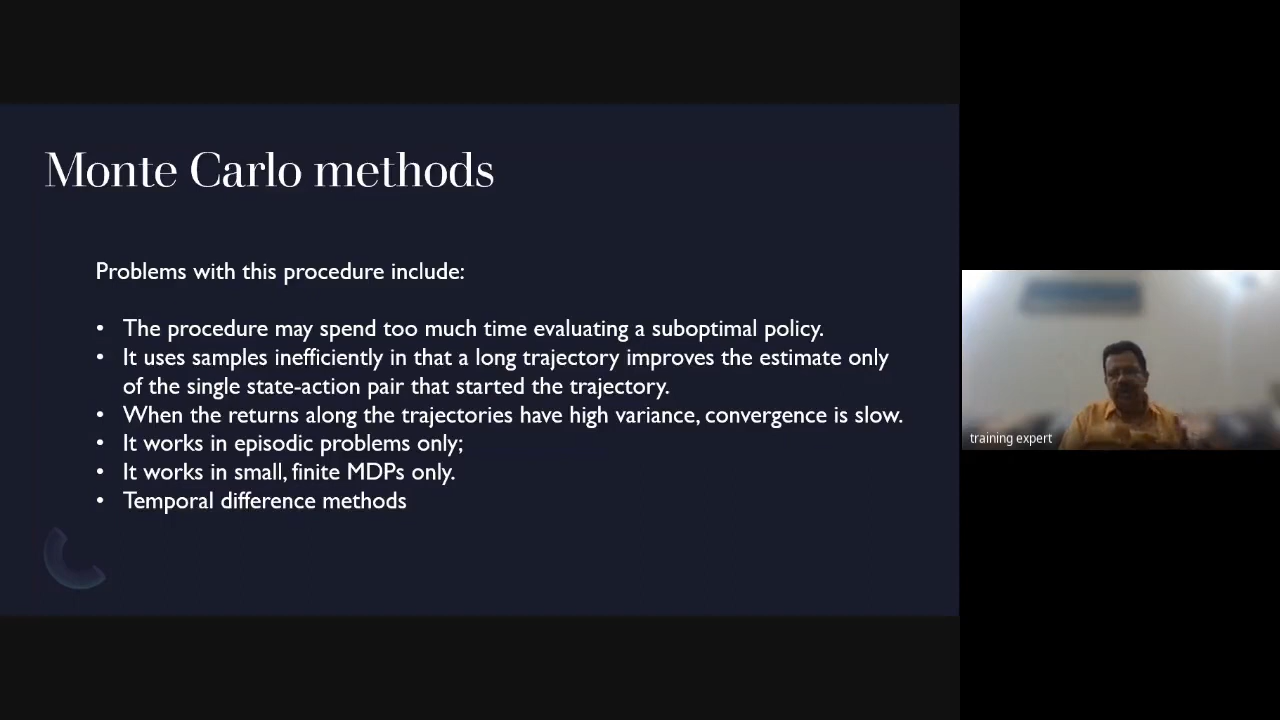 Monte Carlo methods
Problems with this procedure include:
• The procedure may spend too much time evaluating a suboptimal policy.
• It uses samples inefficiently in that a long trajectory improves the estimate only
of the single state-action pair that started the trajectory.
• When the returns along the trajectories have high variance, convergence is slow.
• It works in episodic problems only;
• It works in small, finite MDPs only.
• Temporal difference methods
training expert